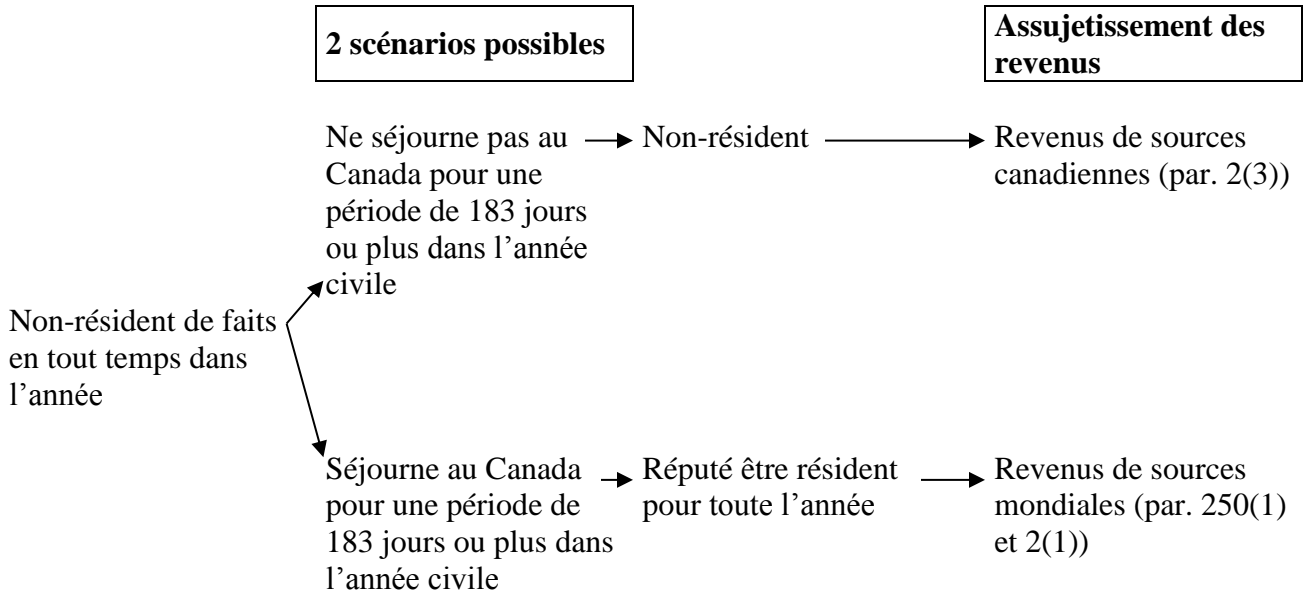 2 scénarios possibles
Assujetissement des
revenus
Ne séjourne pas au
Canada pour une
période de 183 jours
ou plus dans l’année
civile
Non-résident
Revenus de sources
canadiennes (par. 2(3))
Non-résident de faits
en tout temps dans
l’année
Séjourne au Canada
pour une période de
183 jours ou plus dans
l’année civile
Réputé être résident
pour toute l’année
Revenus de sources
mondiales (par. 250(1)
et 2(1))